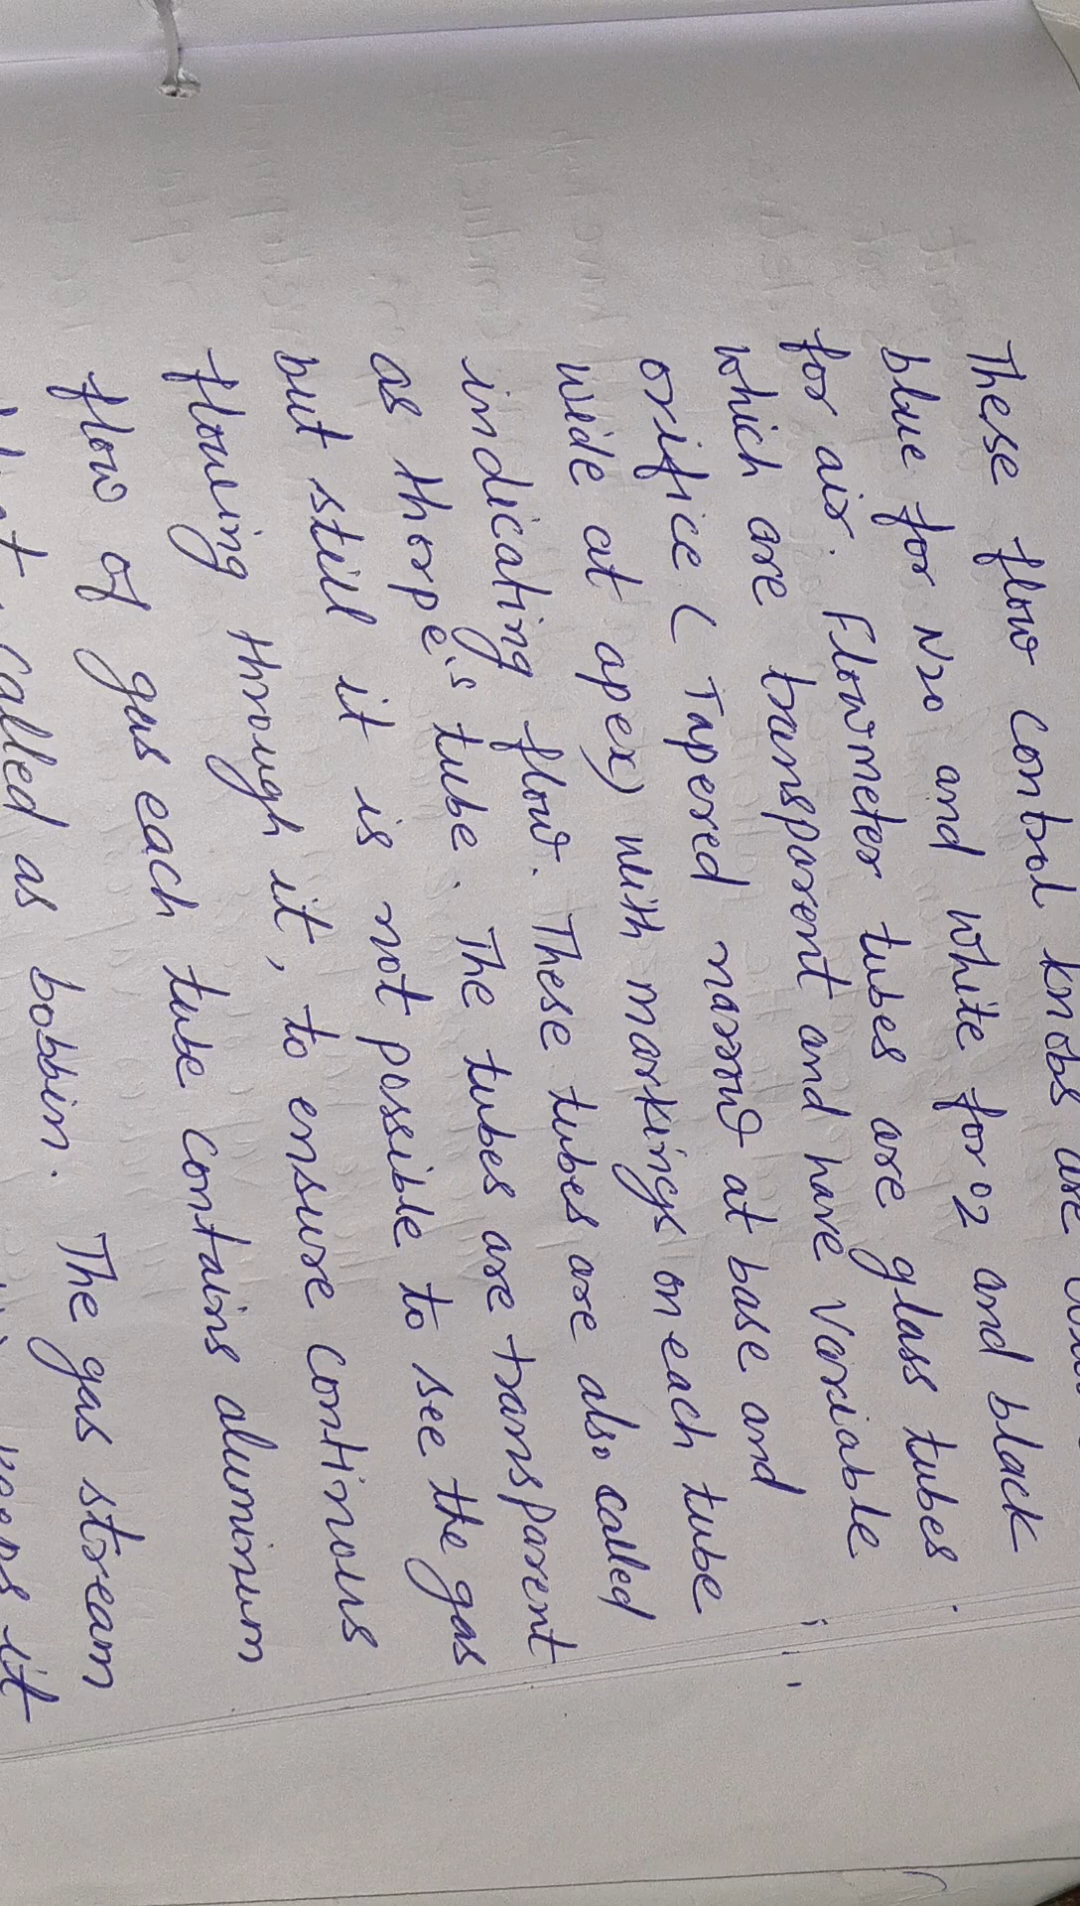 These flow control knobs are
blue for N20 and white for O2 and black
for air. Flowmeter tubes are glass tubes
which are transparent and have variable
orifice ( Tapered narrow at base and
wide at apex) with markings on each tube
indicating flow. These tubes are also called
as thorpe's tube. The tubes are transparent
but still it is not possible to see the gas
flowing through it, to ensure continous
flow of gas each tube contains aluminum
called as bobbin. The gas stream
it